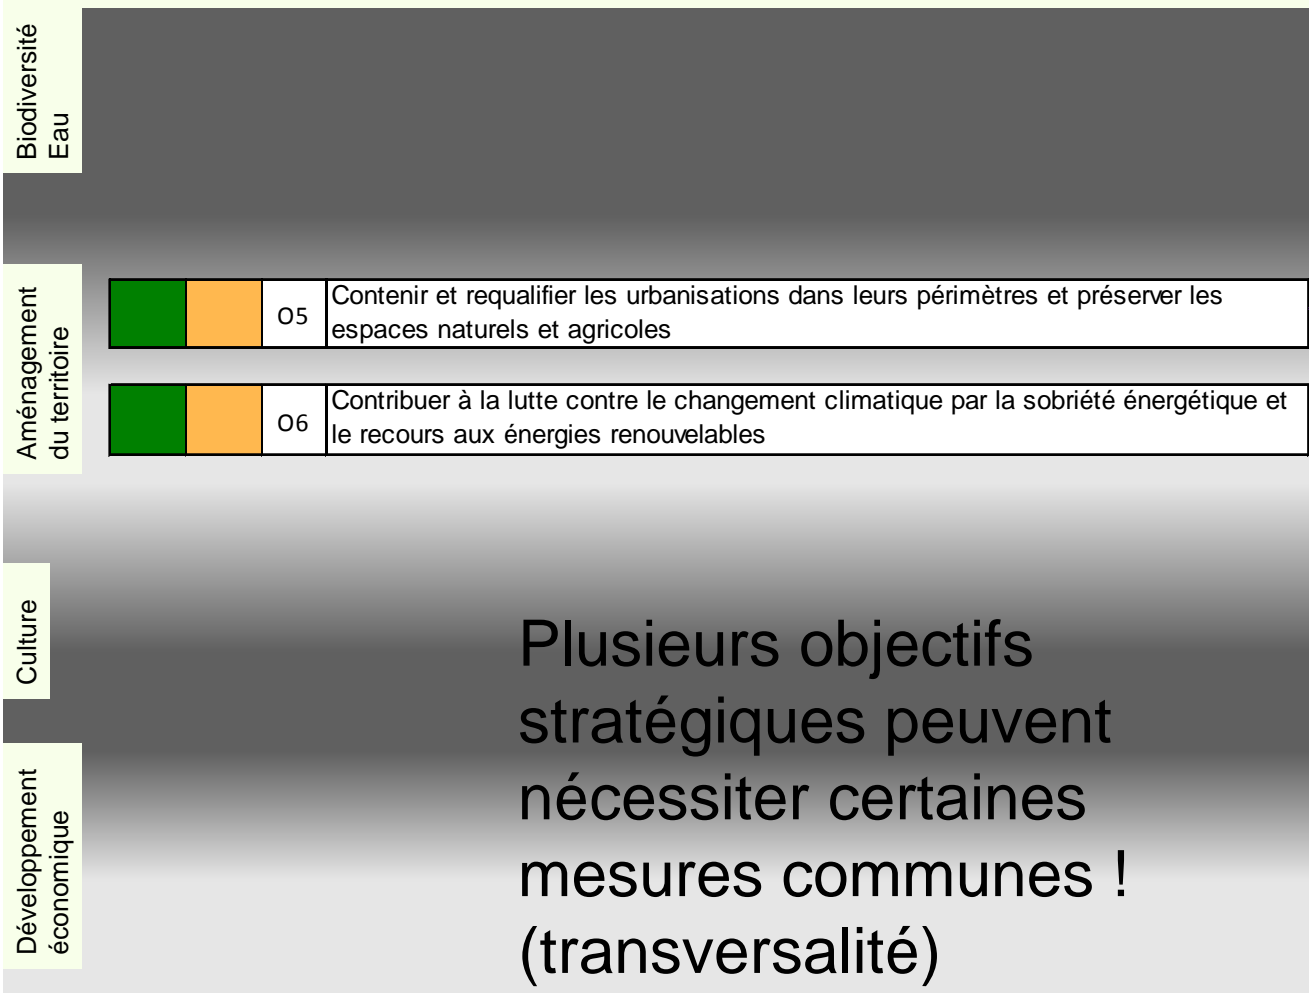 Biodiversité
Eau
Aménagement
du territoire
O5
Contenir et requalifier les urbanisations dans leurs périmètres et préserver les
espaces naturels et agricoles
O6
Contribuer à la lutte contre le changement climatique par la sobriété énergétique et
le recours aux énergies renouvelables
Culture
Plusieurs objectifs
stratégiques peuvent
nécessiter certaines
mesures communes !
(transversalité)
Développement
économique